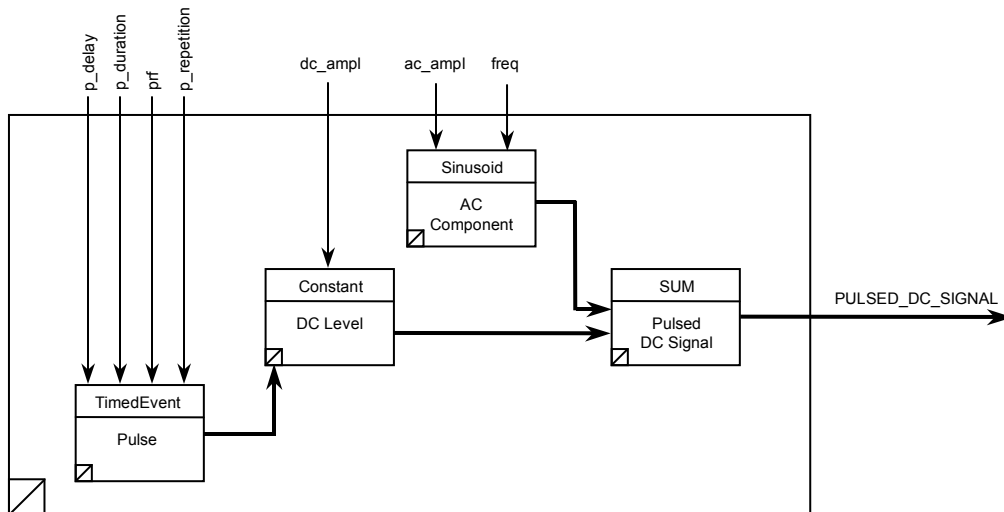 p_delay
p_duration
prf
p_repetition
dc_ampl
ac_ampl
freq
Sinusoid
AC
Component
Constant
DC Level
SUM
Pulsed
DC Signal
PULSED_DC_SIGNAL
TimedEvent
Pulse